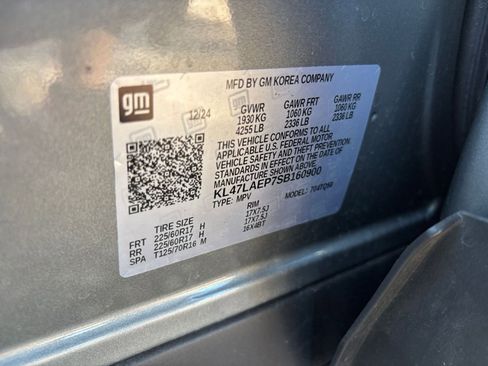 gm
MFD BY GM KOREA COMPANY
12/24 GVWR GAWR FRT GAWR RR
1930 KG 1060 KG 1060 KG
4255 LB 2336 LB 2336 LB
THIS VEHICLE CONFORMS TO ALL
APPLICABLE U.S. FEDERAL MOTOR
VEHICLE SAFETY AND THEFT PREVENTION
STANDARDS IN EFFECT ON THE DATE OF
MANUFACTURE SHOWN ABOVE.
KL47LAEP7SB160900
TYPE: MPV MODEL:
TIRE SIZE RIM
FRT 225/60R17 H 17X7.5J
RR 225/60R17 H 17X7.5J
SPA T125/70R16 M 16X4BT